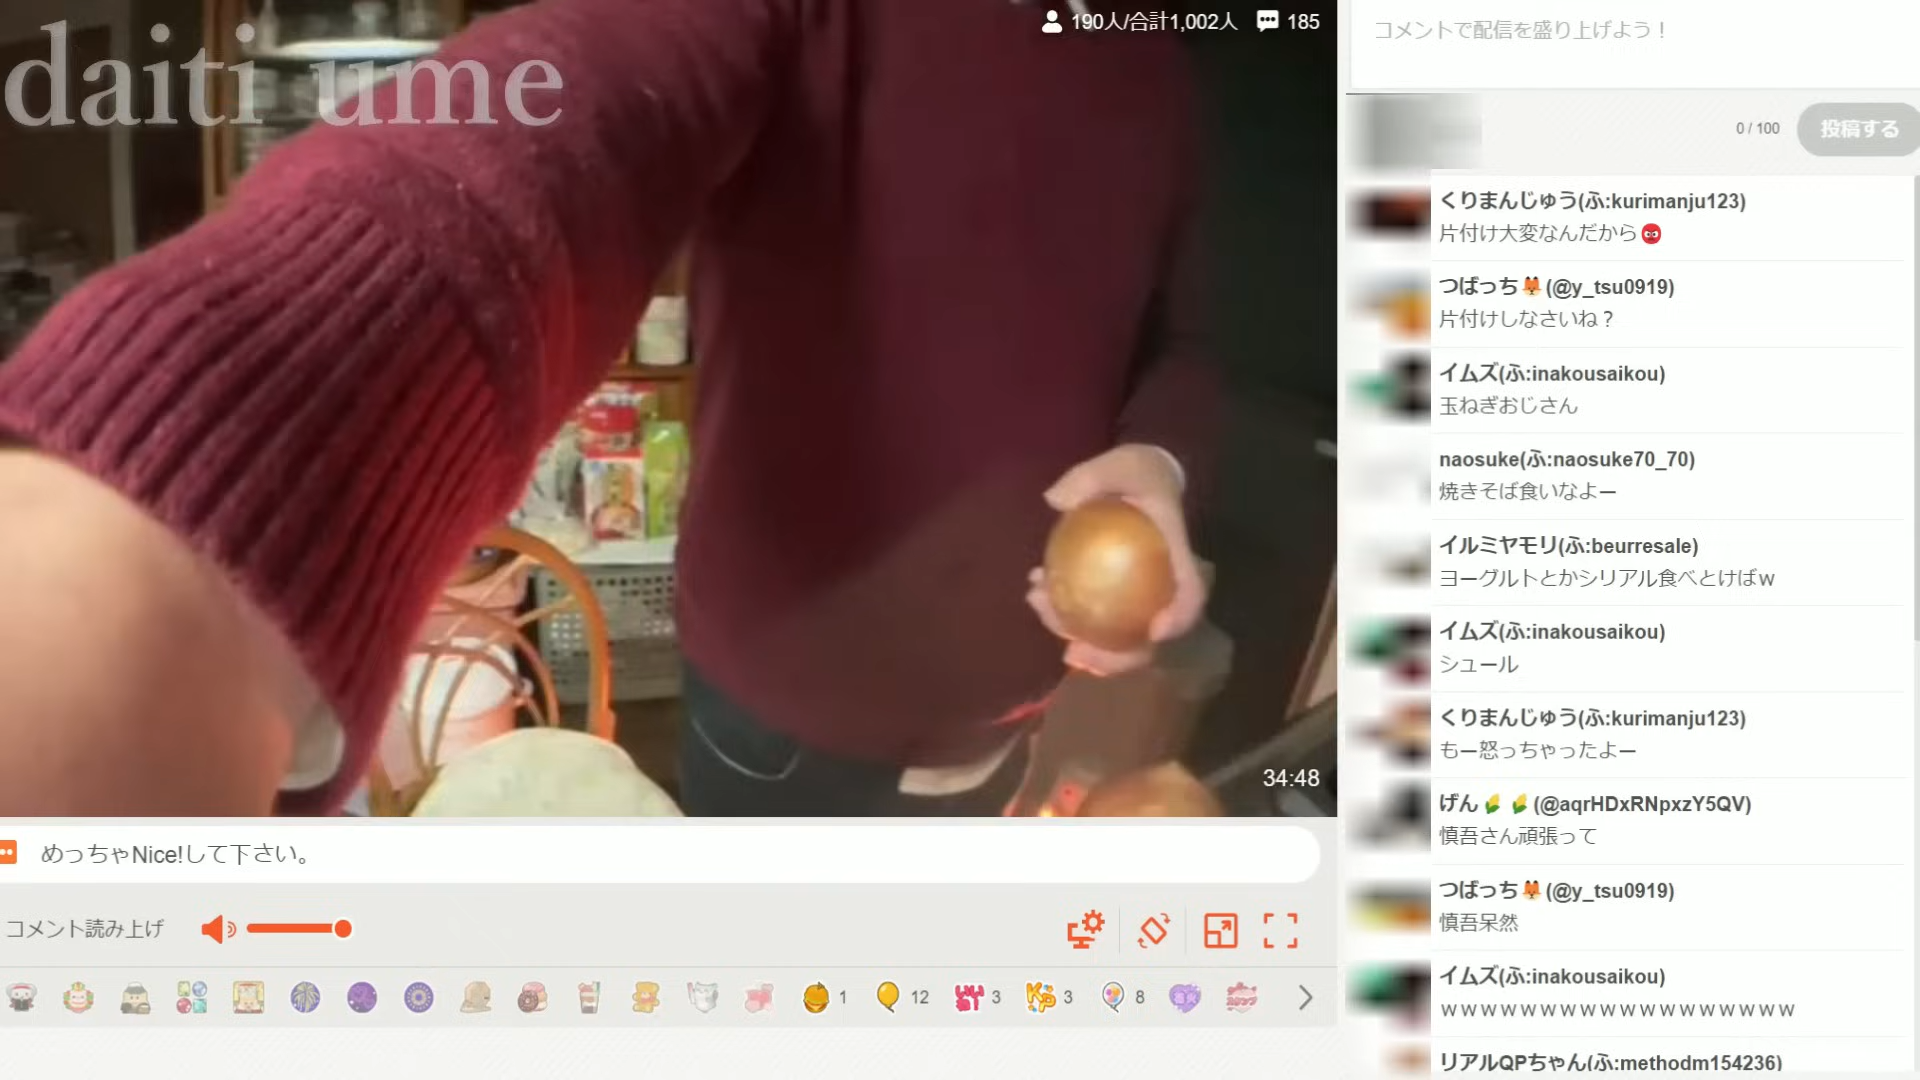 daiti ume
190人/合計1,002人 185
34:48
めっちゃNice!して下さい。
コメント読み上げ
1 12 3 3 8
コメントで配信を盛り上げよう！
0 / 100 投稿する
くりまんじゅう(ふ:kurimanju123)
片付け大変なんだから
つばっち🦊(@y_tsu0919)
片付けしなさいね？
イムズ(ふ:inakousaikou)
玉ねぎおじさん
naosuke(ふ:naosuke70_70)
焼きそば食いなよー
イルミヤモリ(ふ:beurresale)
ヨーグルトとかシリアル食べとけばw
イムズ(ふ:inakousaikou)
シュール
くりまんじゅう(ふ:kurimanju123)
もー怒っちゃったよー
げん🌽🌽(@aqrHDxRNpxzY5QV)
慎吾さん頑張って
つばっち🦊(@y_tsu0919)
慎吾呆然
イムズ(ふ:inakousaikou)
ｗｗｗｗｗｗｗｗｗｗｗｗｗｗｗｗｗｗ
リアルQPちゃん(ふ:methodm154236)